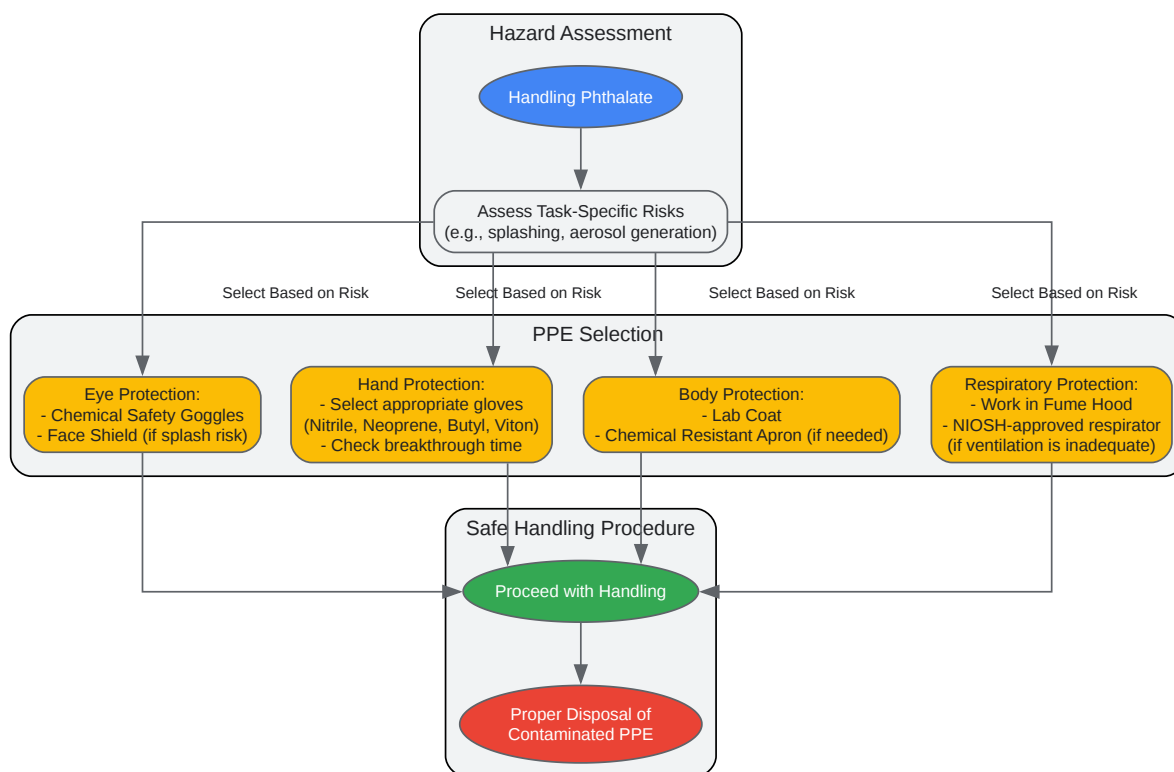 Hazard Assessment
Handling Phthalate
Assess Task-Specific Risks
(e.g., splashing, aerosol generation)
Select Based on Risk
Select Based on Risk
Select Based on Risk
Select Based on Risk
PPE Selection
Eye Protection:
- Chemical Safety Goggles
- Face Shield (if splash risk)
Hand Protection:
- Select appropriate gloves
(Nitrile, Neoprene, Butyl, Viton)
- Check breakthrough time
Body Protection:
- Lab Coat
- Chemical Resistant Apron (if needed)
Respiratory Protection:
- Work in Fume Hood
- NIOSH-approved respirator
(if ventilation is inadequate)
Safe Handling Procedure
Proceed with Handling
Proper Disposal of
Contaminated PPE